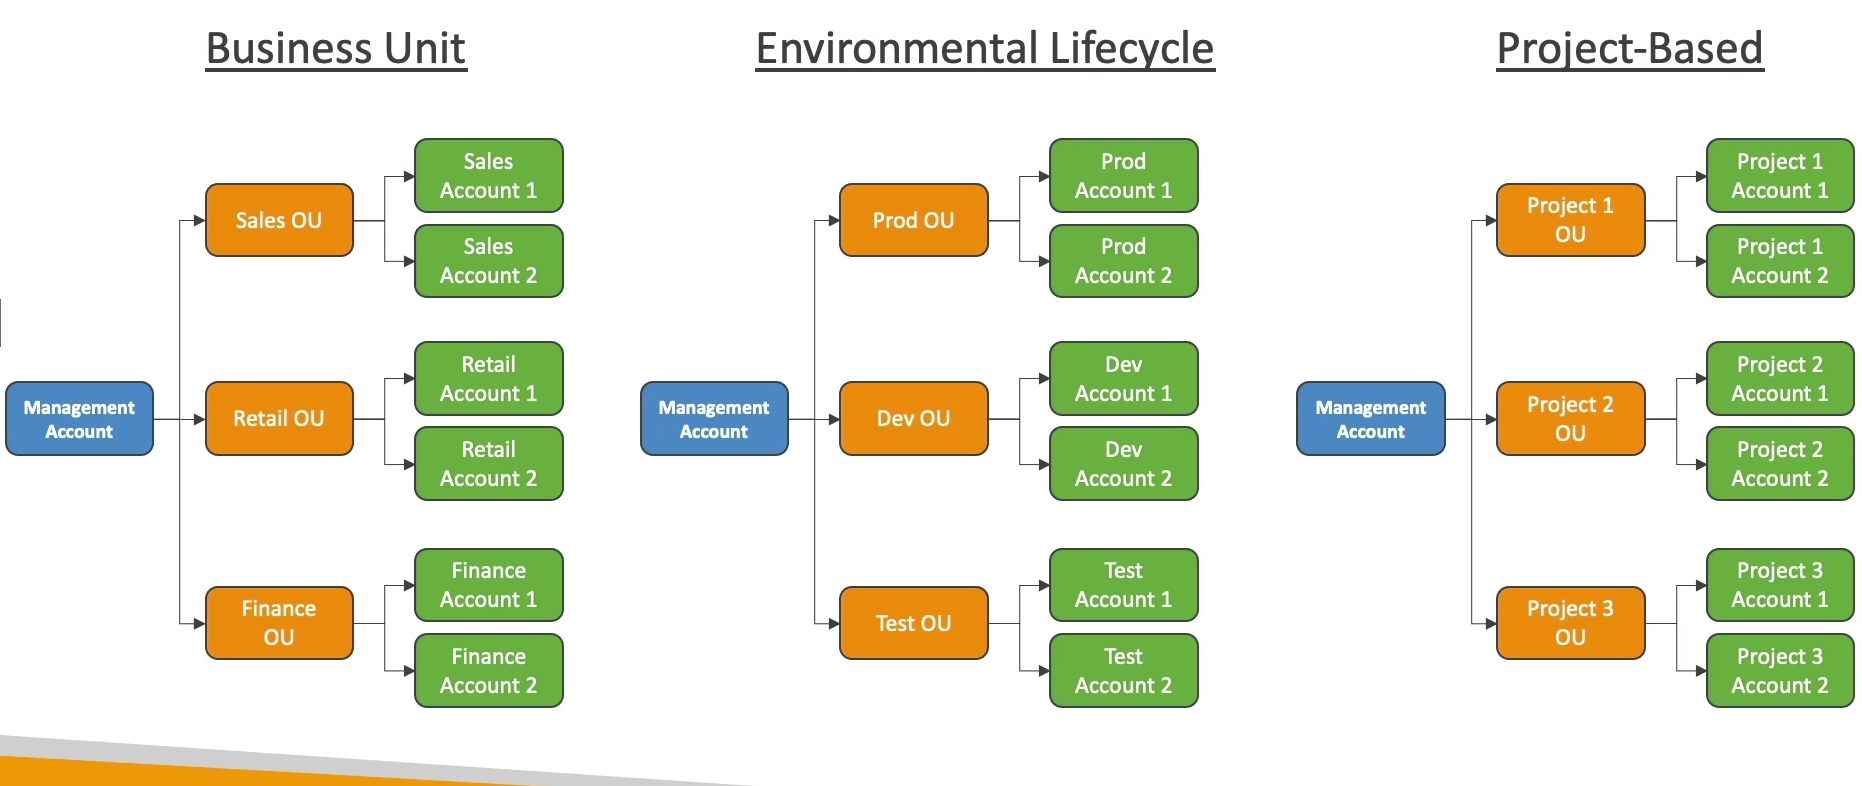 Business Unit
Sales
Account 1
Sales OU
Sales
Account 2
Retail
Account 1
Management
Account
Retail OU
Retail
Account 2
Finance
Account 1
Finance
OU
Finance
Account 2
Environmental Lifecycle
Prod
Account 1
Prod OU
Prod
Account 2
Dev
Account 1
Management
Account
Dev OU
Dev
Account 2
Test
Account 1
Test OU
Test
Account 2
Project-Based
Project 1
Account 1
Project 1
OU
Project 1
Account 2
Project 2
Account 1
Management
Account
Project 2
OU
Project 2
Account 2
Project 3
Account 1
Project 3
OU
Project 3
Account 2